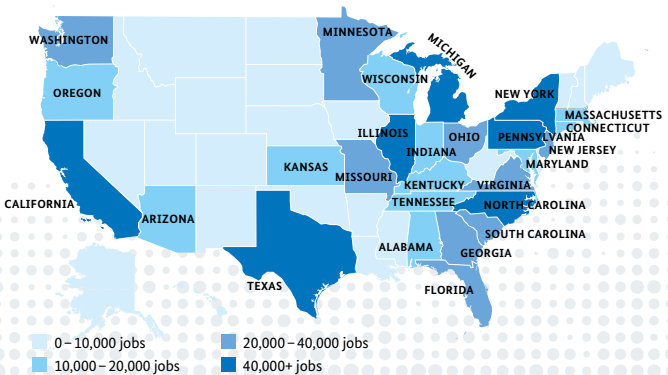 WASHINGTON
MINNESOTA
MICHIGAN
WISCONSIN
OREGON
NEW YORK
MASSACHUSETTS
CONNECTICUT
ILLINOIS
OHIO
PENNSYLVANIA
NEW JERSEY
INDIANA
MARYLAND
KANSAS
MISSOURI
KENTUCKY
VIRGINIA
CALIFORNIA
TENNESSEE
NORTH CAROLINA
ARIZONA
SOUTH CAROLINA
ALABAMA
GEORGIA
TEXAS
FLORIDA
0–10,000 jobs
10,000–20,000 jobs
20,000–40,000 jobs
40,000+ jobs